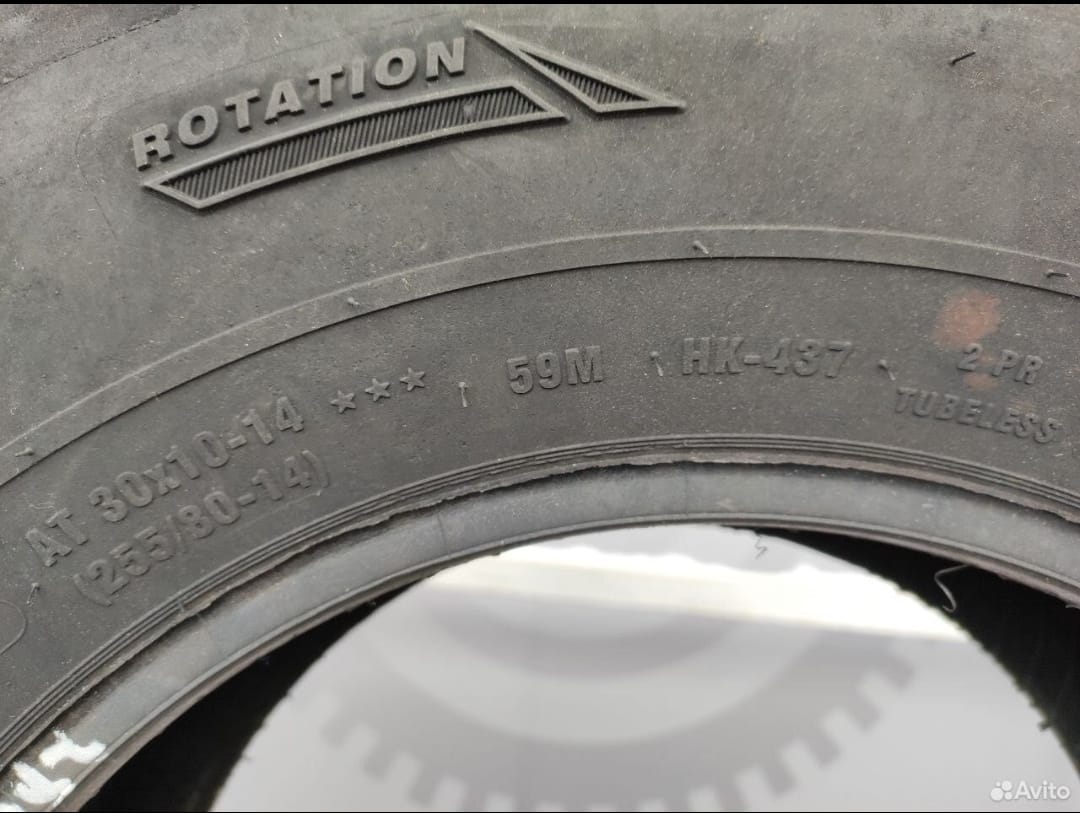 ROTATION
AT 30x10-14 ★★★ 59M HK-437 2 PR
(255/80-14) TUBELESS
Avito